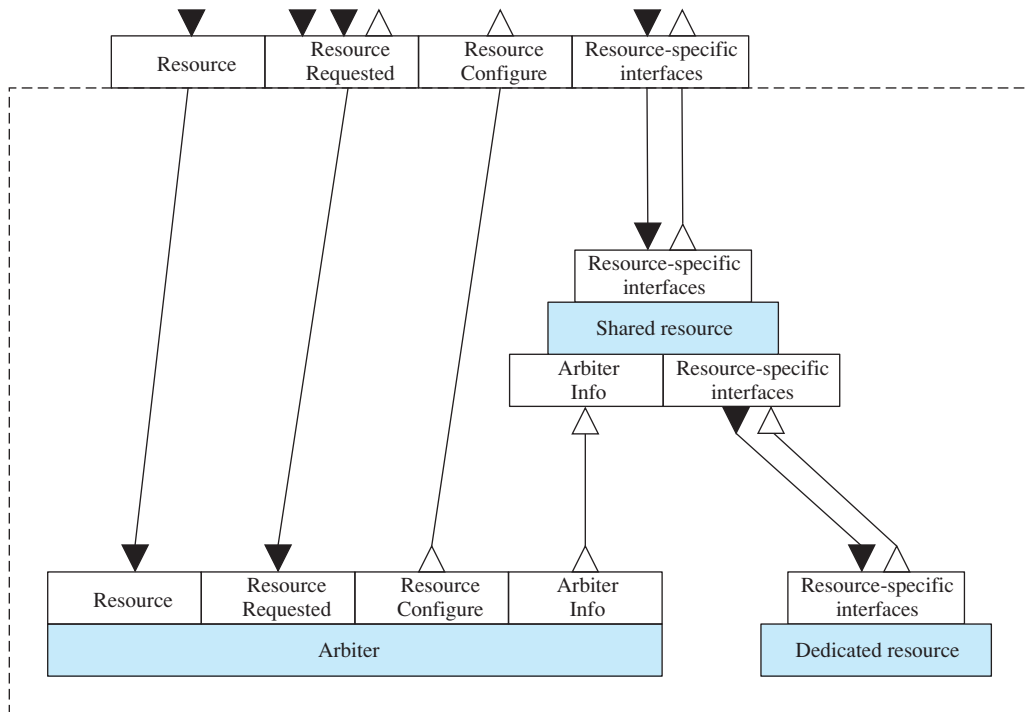 Resource
Resource
Requested
Resource
Configure
Resource-specific
interfaces
Resource-specific
interfaces
Shared resource
Arbiter
Info
Resource-specific
interfaces
Resource
Resource
Requested
Resource
Configure
Arbiter
Info
Arbiter
Resource-specific
interfaces
Dedicated resource